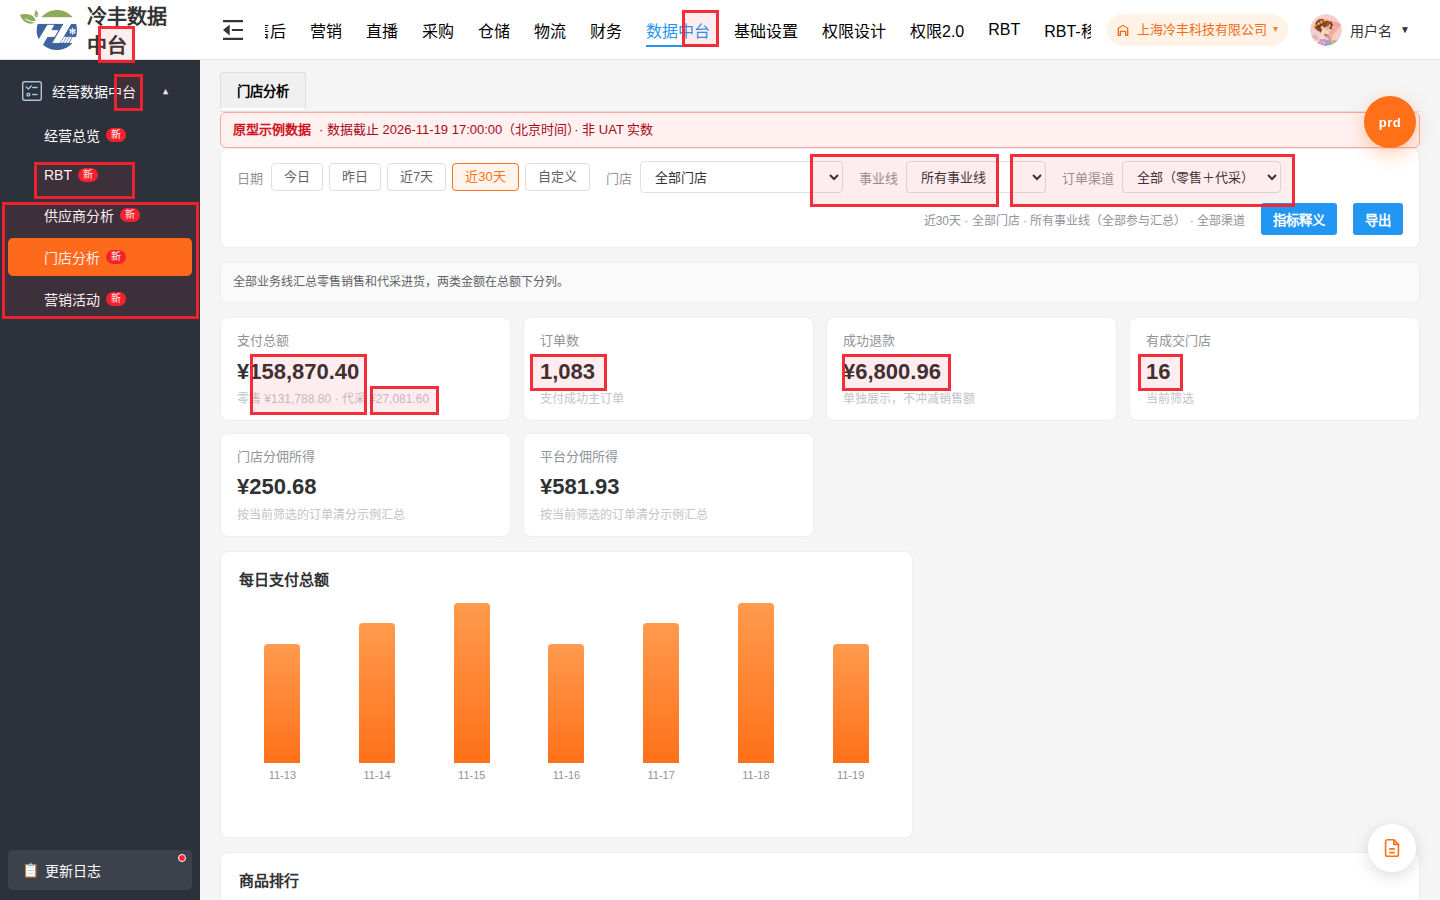 冷丰数据
中台
售后 营销 直播 采购 仓储 物流 财务 数据中台 基础设置 权限设计 权限2.0 RBT RBT-移
上海冷丰科技有限公司 ▾
用户名 ▼
经营数据中台 ▲
经营总览 新
RBT 新
供应商分析 新
门店分析 新
营销活动 新
更新日志
门店分析
原型示例数据 · 数据截止 2026-11-19 17:00:00（北京时间）· 非 UAT 实数
prd
日期 今日 昨日 近7天 近30天 自定义 门店 全部门店 事业线 所有事业线 订单渠道 全部（零售＋代采）
近30天 · 全部门店 · 所有事业线（全部参与汇总） · 全部渠道 指标释义 导出
全部业务线汇总零售销售和代采进货，两类金额在总额下分列。
支付总额
¥158,870.40
零售 ¥131,788.80 · 代采 ¥27,081.60
订单数
1,083
支付成功主订单
成功退款
¥6,800.96
单独展示，不冲减销售额
有成交门店
16
当前筛选
门店分佣所得
¥250.68
按当前筛选的订单清分示例汇总
平台分佣所得
¥581.93
按当前筛选的订单清分示例汇总
每日支付总额
11-13 11-14 11-15 11-16 11-17 11-18 11-19
商品排行